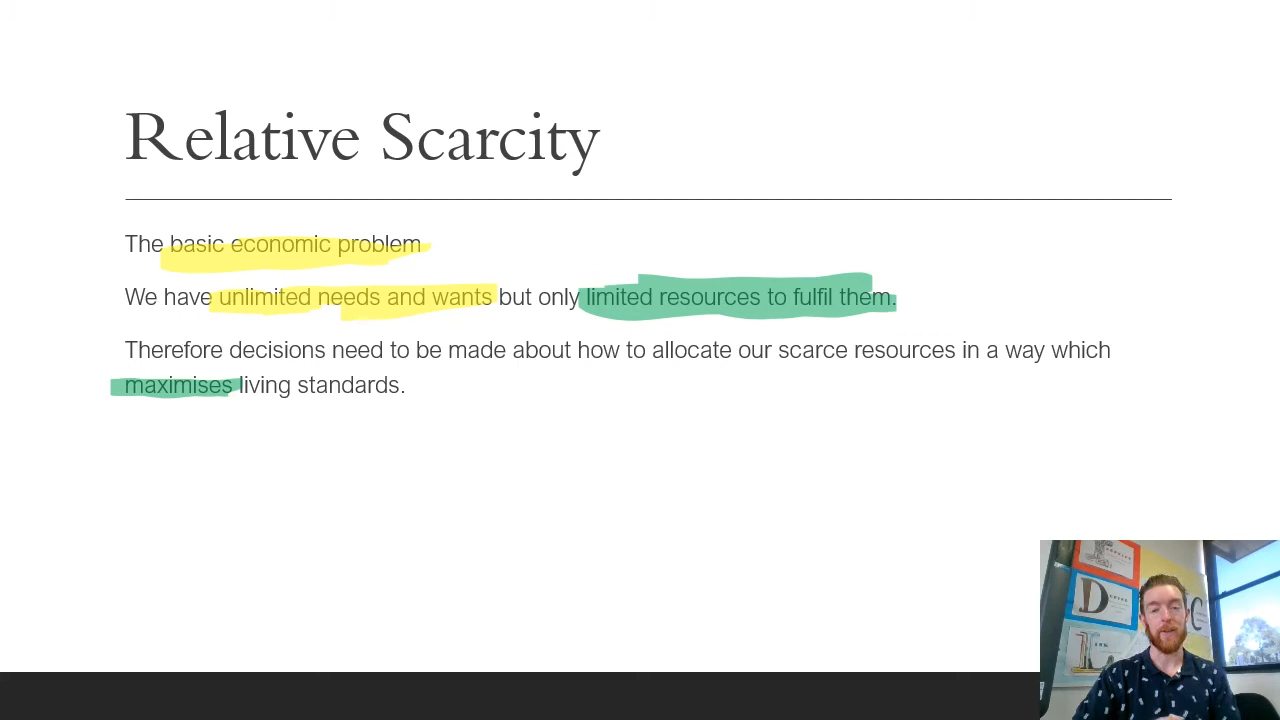 Relative Scarcity
The basic economic problem
We have unlimited needs and wants but only limited resources to fulfil them.
Therefore decisions need to be made about how to allocate our scarce resources in a way which
maximises living standards.
D
C